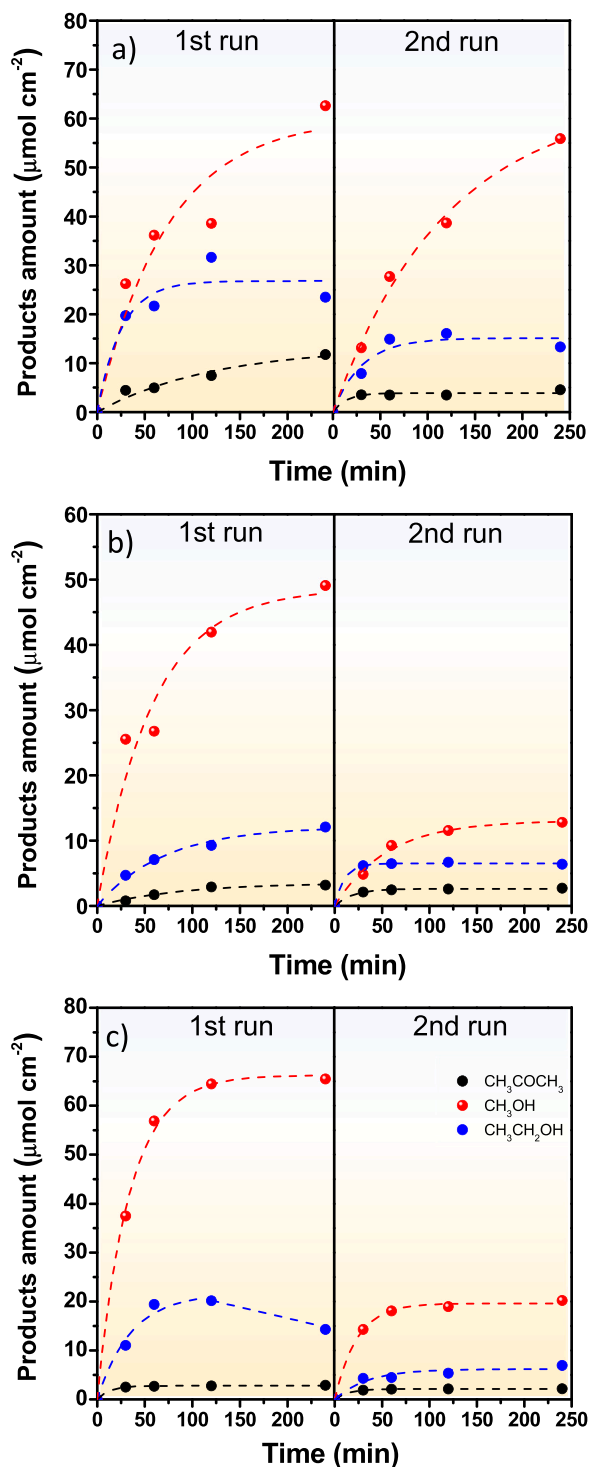 a)
1st run
2nd run
Products amount (μmol cm⁻²)
80
70
60
50
40
30
20
10
0
0 50 100 150 200 0 50 100 150 200 250
Time (min)
b)
1st run
2nd run
Products amount (μmol cm⁻²)
60
50
40
30
20
10
0
0 50 100 150 200 0 50 100 150 200 250
Time (min)
c)
1st run
2nd run
Products amount (μmol cm⁻²)
80
70
60
50
40
30
20
10
0
CH₃COCH₃
CH₃OH
CH₃CH₂OH
0 50 100 150 200 0 50 100 150 200 250
Time (min)